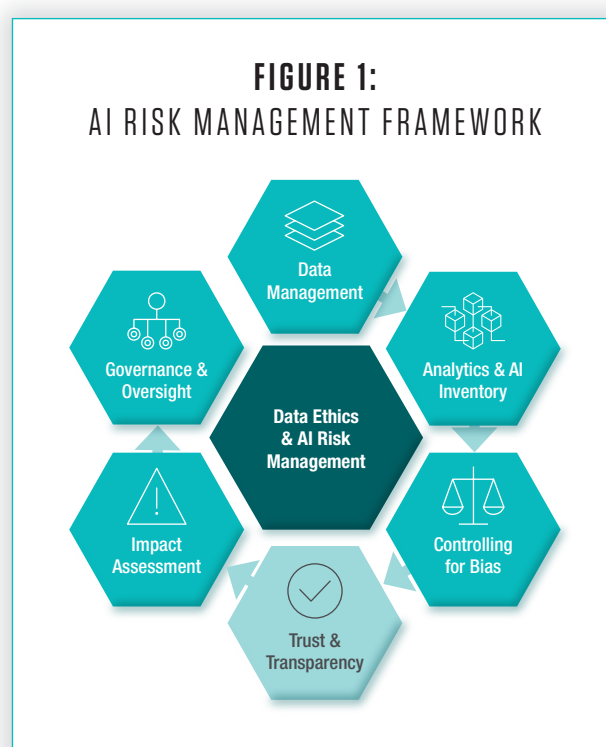 FIGURE 1:
AI RISK MANAGEMENT FRAMEWORK
Data
Management
Governance &
Oversight
Analytics & AI
Inventory
Data Ethics
& AI Risk
Management
Impact
Assessment
Controlling
for Bias
Trust &
Transparency